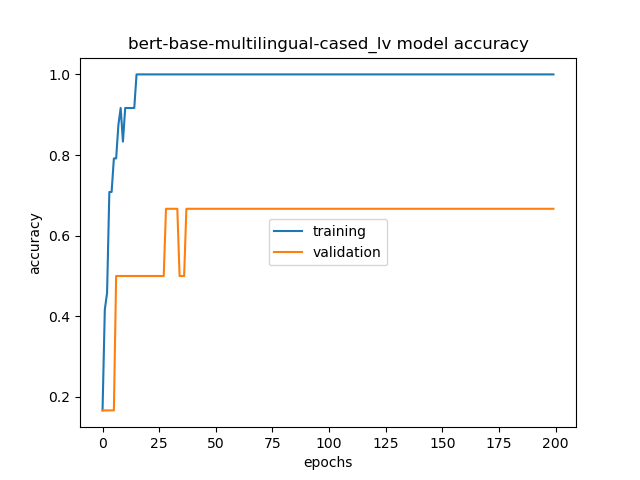 bert-base-multilingual-cased_lv model accuracy
1.0
0.8
0.6
0.4
0.2
accuracy
training
validation
0 25 50 75 100 125 150 175 200
epochs